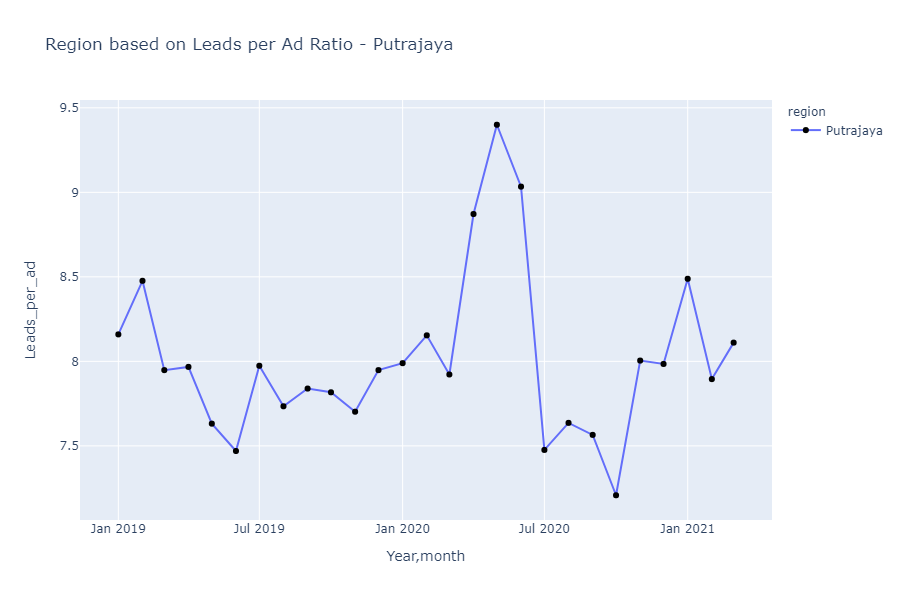 Region based on Leads per Ad Ratio - Putrajaya
region
Putrajaya
9.5
9
8.5
8
7.5
Leads_per_ad
Jan 2019
Jul 2019
Jan 2020
Jul 2020
Jan 2021
Year,month